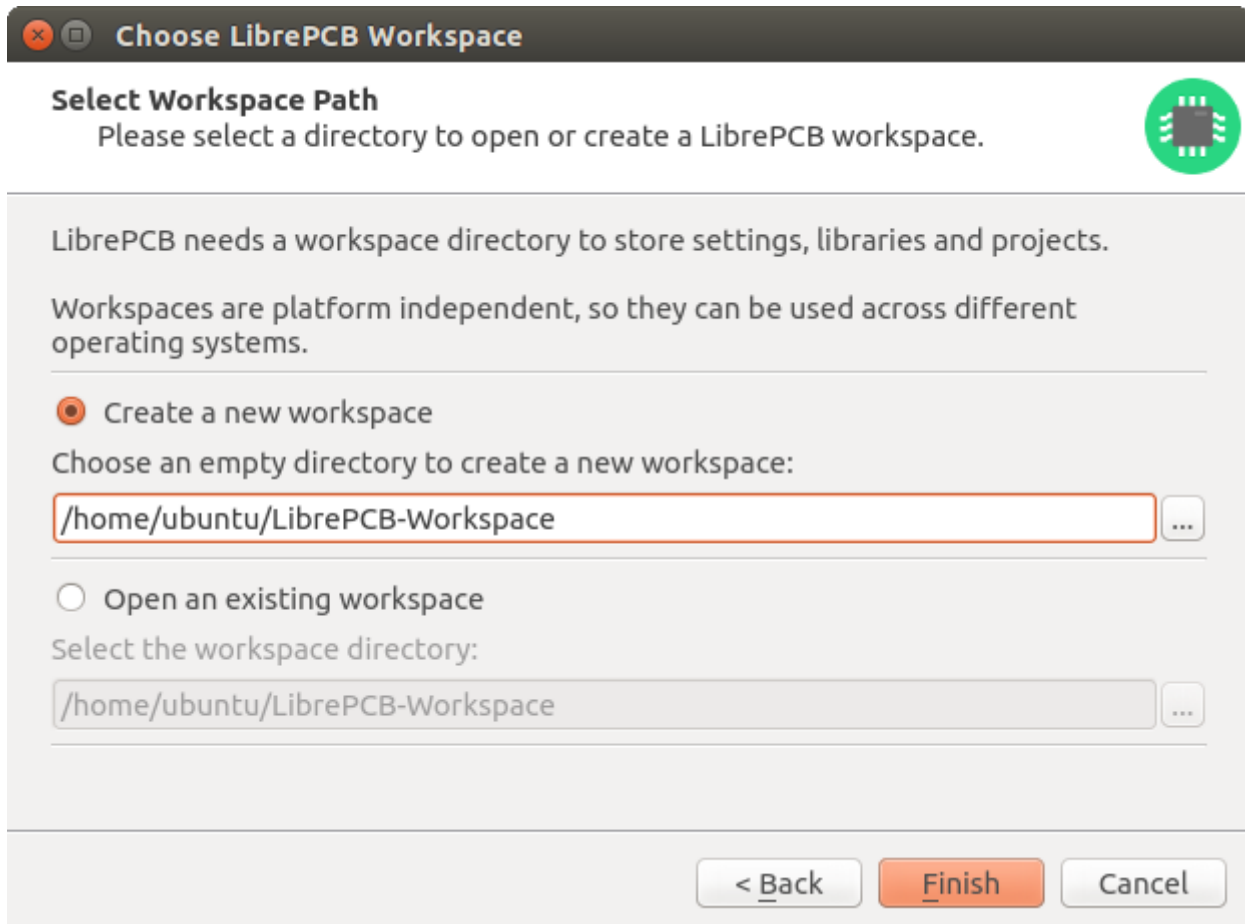 Choose LibrePCB Workspace
Select Workspace Path
Please select a directory to open or create a LibrePCB workspace.
LibrePCB needs a workspace directory to store settings, libraries and projects.
Workspaces are platform independent, so they can be used across different
operating systems.
Create a new workspace
Choose an empty directory to create a new workspace:
/home/ubuntu/LibrePCB-Workspace
...
Open an existing workspace
Select the workspace directory:
/home/ubuntu/LibrePCB-Workspace
...
< Back
Finish
Cancel